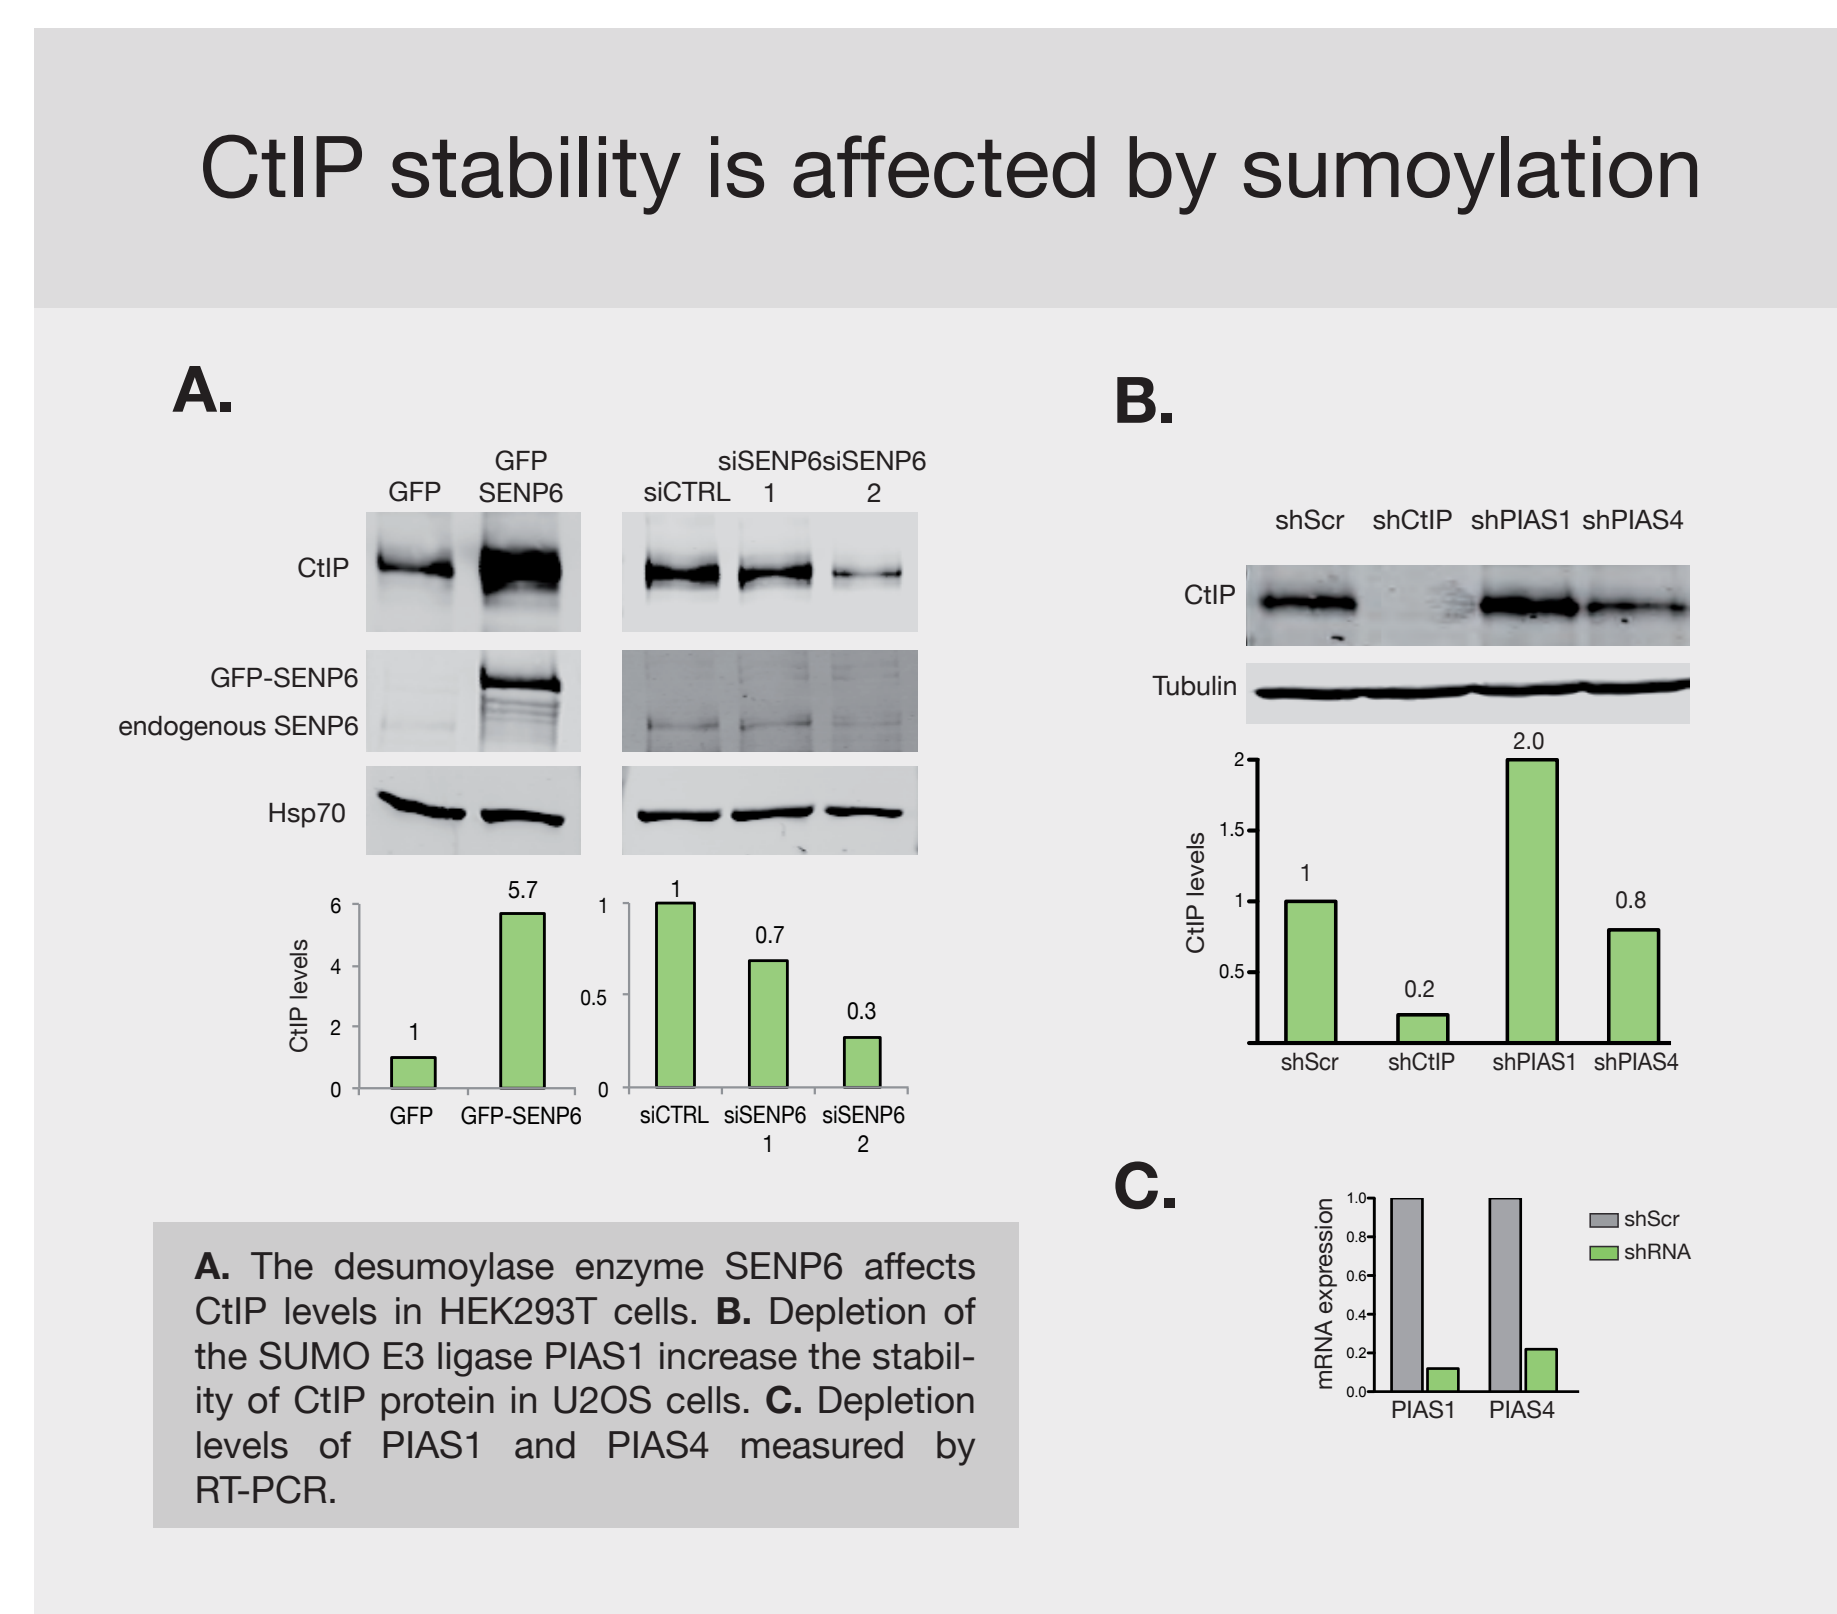 CtIP stability is affected by sumoylation
A.
GFP
GFP
SENP6
siCTRL
siSENP6
1
siSENP6
2
CtIP
GFP-SENP6
endogenous SENP6
Hsp70
CtIP levels
6
4
2
0
1
5.7
GFP
GFP-SENP6
1
0.5
0
1
0.7
0.3
siCTRL
siSENP6
1
siSENP6
2
A. The desumoylase enzyme SENP6 affects
CtIP levels in HEK293T cells. B. Depletion of
the SUMO E3 ligase PIAS1 increase the stabil-
ity of CtIP protein in U2OS cells. C. Depletion
levels of PIAS1 and PIAS4 measured by
RT-PCR.
B.
shScr shCtIP shPIAS1 shPIAS4
CtIP
Tubulin
CtIP levels
2
1.5
1
0.5
1
0.2
2.0
0.8
shScr shCtIP shPIAS1 shPIAS4
C.
mRNA expression
1.0
0.8
0.6
0.4
0.2
0.0
PIAS1 PIAS4
shScr
shRNA